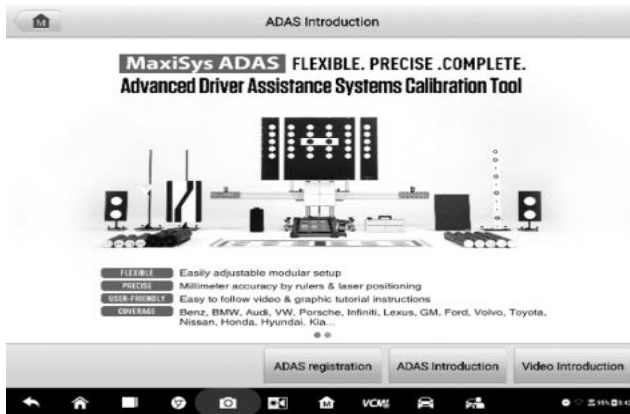 ADAS Introduction
MaxiSys ADAS FLEXIBLE. PRECISE .COMPLETE.
Advanced Driver Assistance Systems Calibration Tool
FLEXIBLE Easily adjustable modular setup
PRECISE Millimeter accuracy by rulers & laser positioning
USER-FRIENDLY Easy to follow video & graphic tutorial instructions
COVERAGE Benz, BMW, Audi, VW, Porsche, Infiniti, Lexus, GM, Ford, Volvo, Toyota,
Nissan, Honda, Hyundai, Kia...
ADAS registration ADAS Introduction Video Introduction
VCMI 95%